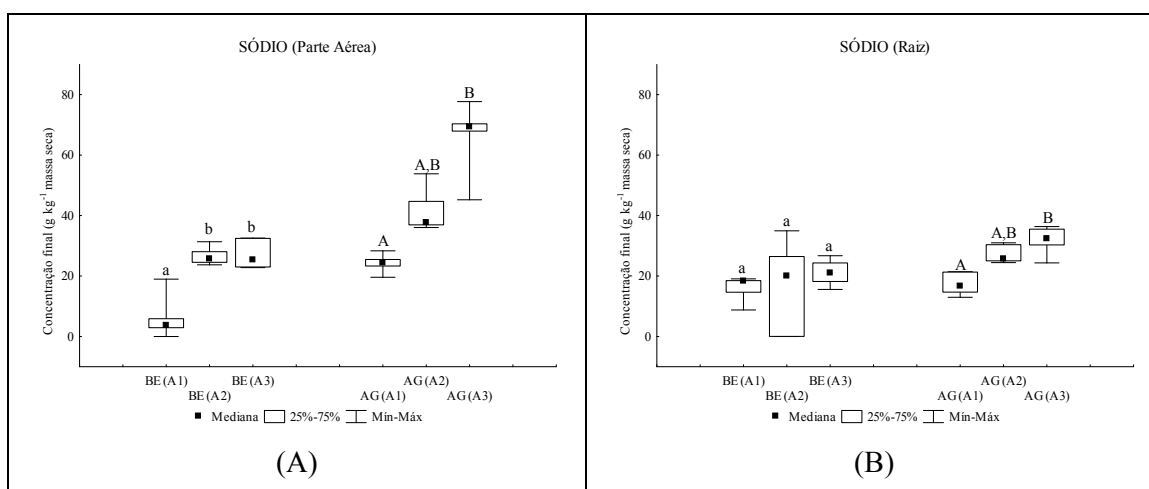 SÓDIO (Parte Aérea)
Concentração final (g kg⁻¹ massa seca)
80
60
40
20
0
a
b
b
A
A,B
B
BE (A1)
BE (A2)
BE (A3)
AG (A1)
AG (A2)
AG (A3)
Mediana 25%-75% Mín-Máx
(A)
SÓDIO (Raiz)
Concentração final (g kg⁻¹ massa seca)
80
60
40
20
0
a
a
a
A
A,B
B
BE (A1)
BE (A2)
BE (A3)
AG (A1)
AG (A2)
AG (A3)
Mediana 25%-75% Mín-Máx
(B)